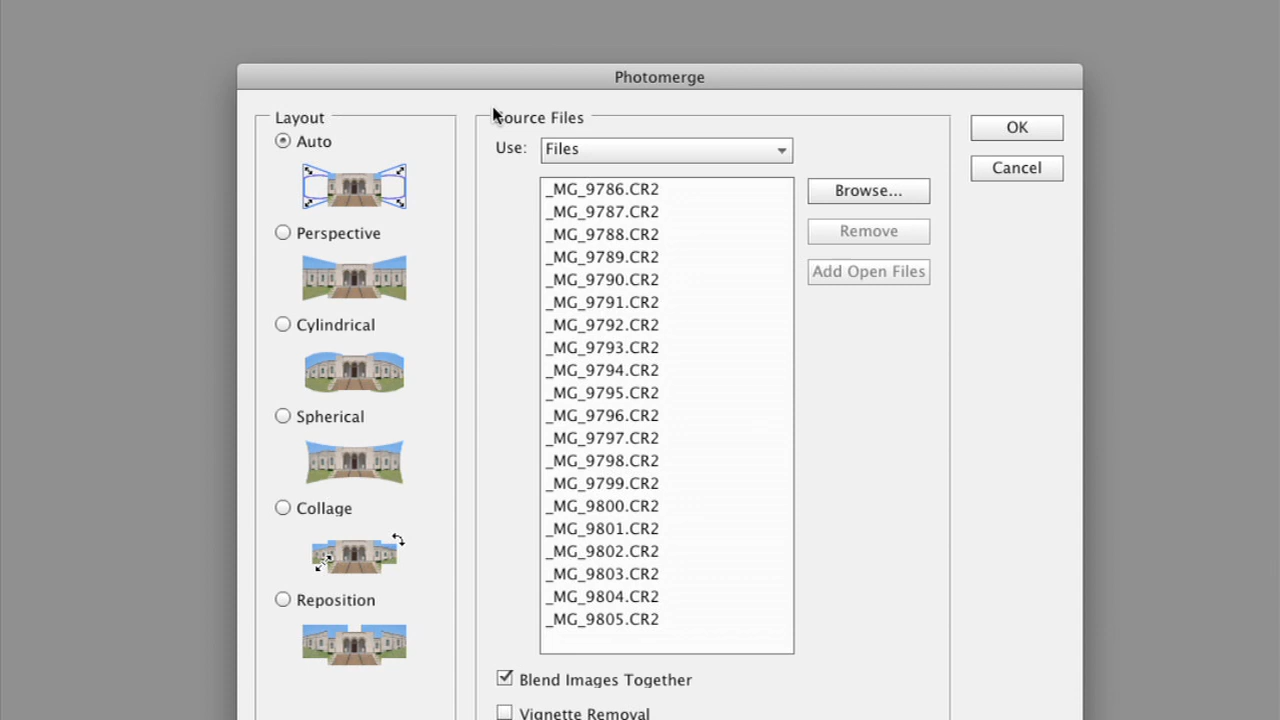 Photomerge
Layout
Auto
Perspective
Cylindrical
Spherical
Collage
Reposition
Source Files
Use: Files
_MG_9786.CR2
_MG_9787.CR2
_MG_9788.CR2
_MG_9789.CR2
_MG_9790.CR2
_MG_9791.CR2
_MG_9792.CR2
_MG_9793.CR2
_MG_9794.CR2
_MG_9795.CR2
_MG_9796.CR2
_MG_9797.CR2
_MG_9798.CR2
_MG_9799.CR2
_MG_9800.CR2
_MG_9801.CR2
_MG_9802.CR2
_MG_9803.CR2
_MG_9804.CR2
_MG_9805.CR2
Blend Images Together
Vignette Removal
Browse...
Remove
Add Open Files
OK
Cancel